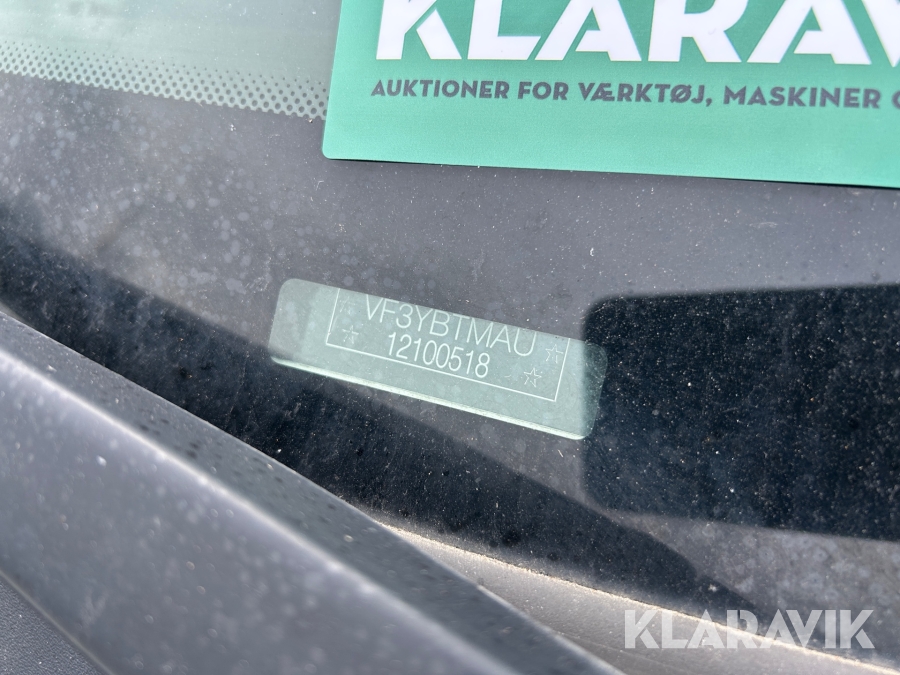 KLARAV
AUKTIONER FOR VÆRKTØJ, MASKINER
VF3YBTMAU
12100518
KLARAVIK